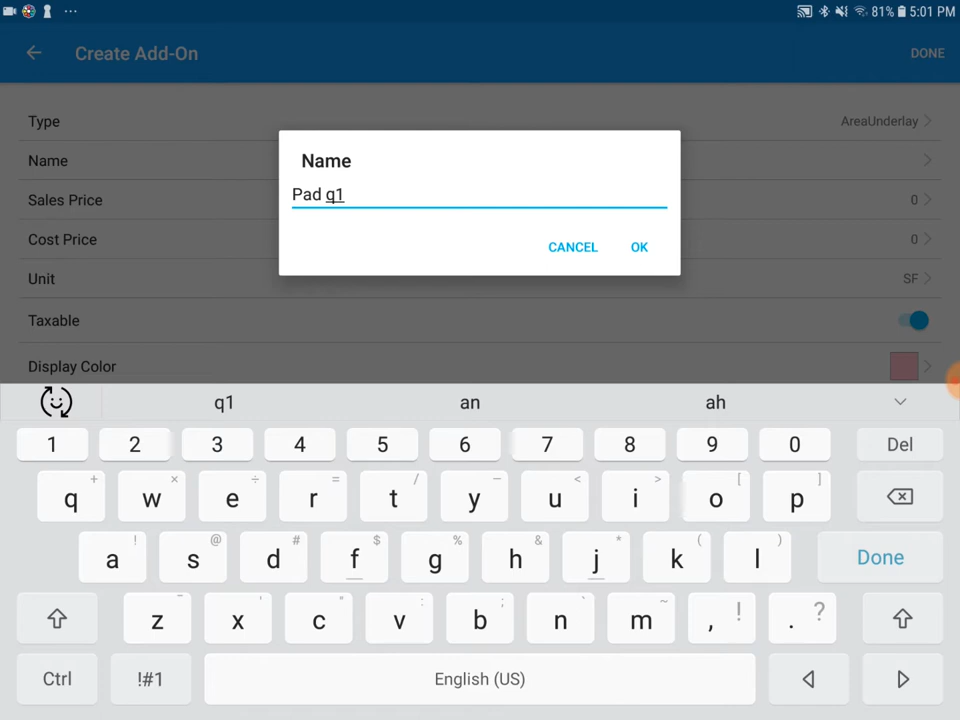 81% 5:01 PM
Create Add-On DONE
Type AreaUnderlay
Name
Sales Price 0
Cost Price 0
Unit SF
Taxable
Display Color
Name
Pad q1
CANCEL OK
q1 an ah
1 2 3 4 5 6 7 8 9 0 Del
+ × ÷ = / − < > [ ]
q w e r t y u i o p
! @ # $ % & * ( )
a s d f g h j k l Done
- ' " : ; ` ~ ! ?
z x c v b n m , .
Ctrl !#1 English (US)